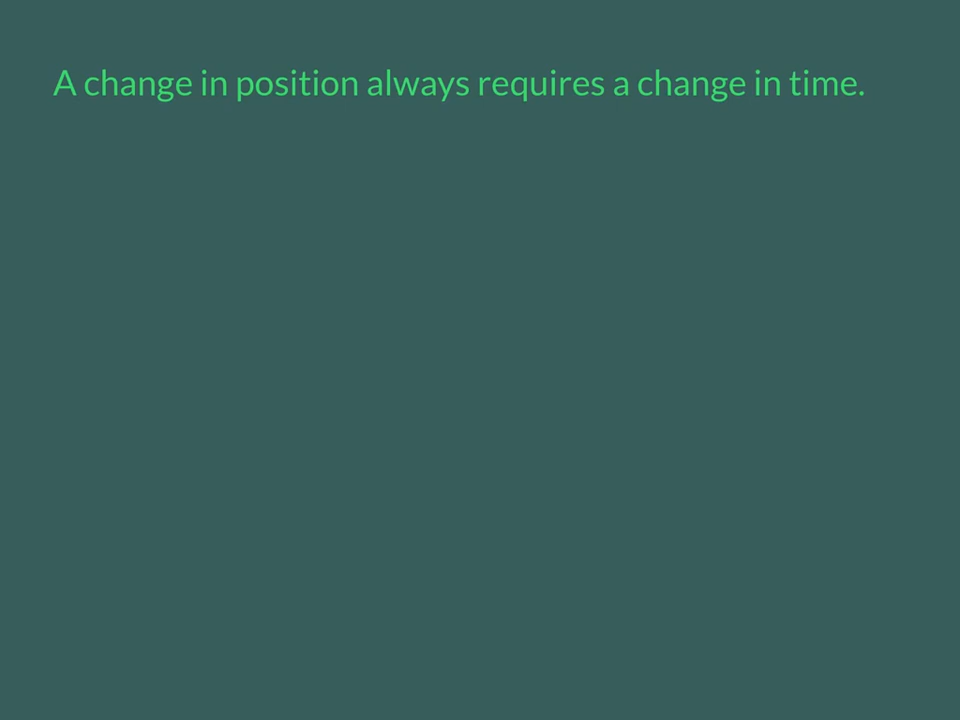 A change in position always requires a change in time.